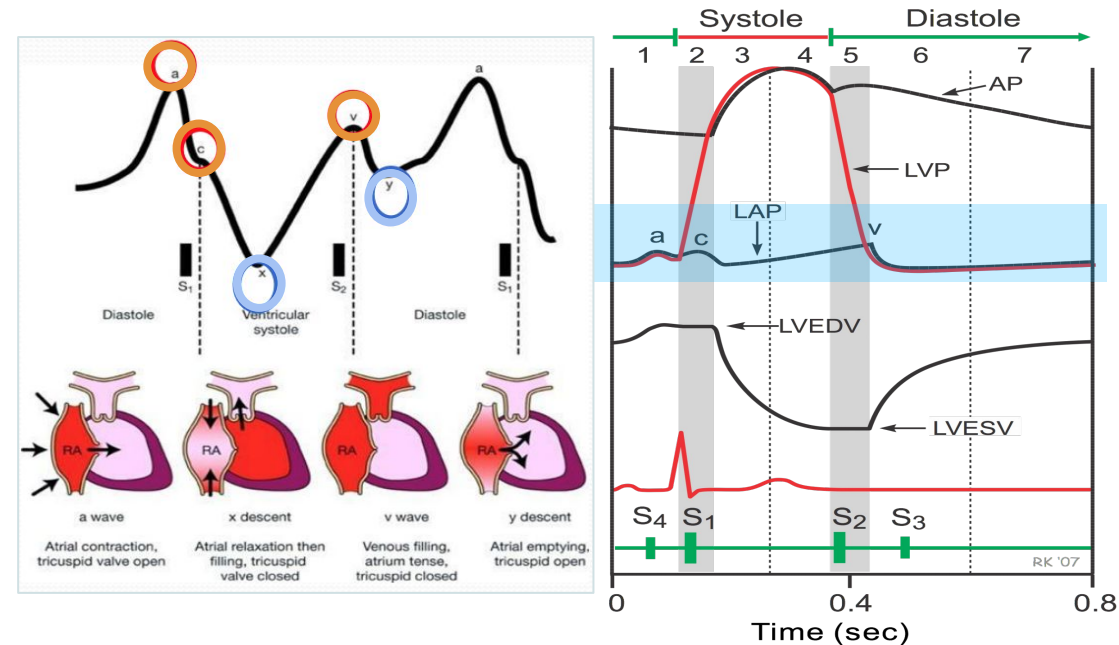 a
c
x
v
y
a
S1
S2
S1
Diastole
Ventricular
systole
Diastole
RA
RA
RA
RA
a wave
x descent
v wave
y descent
Atrial contraction,
tricuspid valve open
Atrial relaxation then
filling, tricuspid
valve closed
Venous filling,
atrium tense,
tricuspid closed
Atrial emptying,
tricuspid open
Systole
Diastole
1 2 3 4 5 6 7
AP
LVP
LAP
a c v
LVEDV
LVESV
S4 S1 S2 S3
RK '07
0 0.4 0.8
Time (sec)